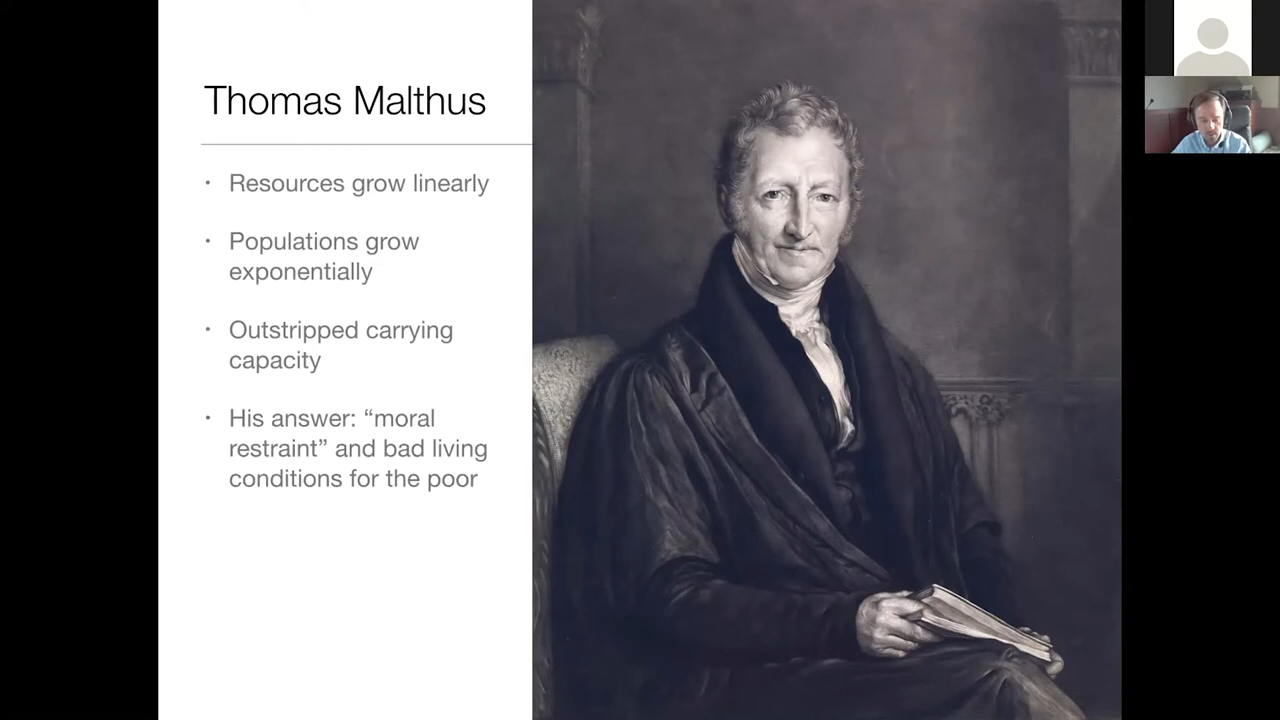 Thomas Malthus
· Resources grow linearly
· Populations grow
exponentially
· Outstripped carrying
capacity
· His answer: “moral
restraint” and bad living
conditions for the poor